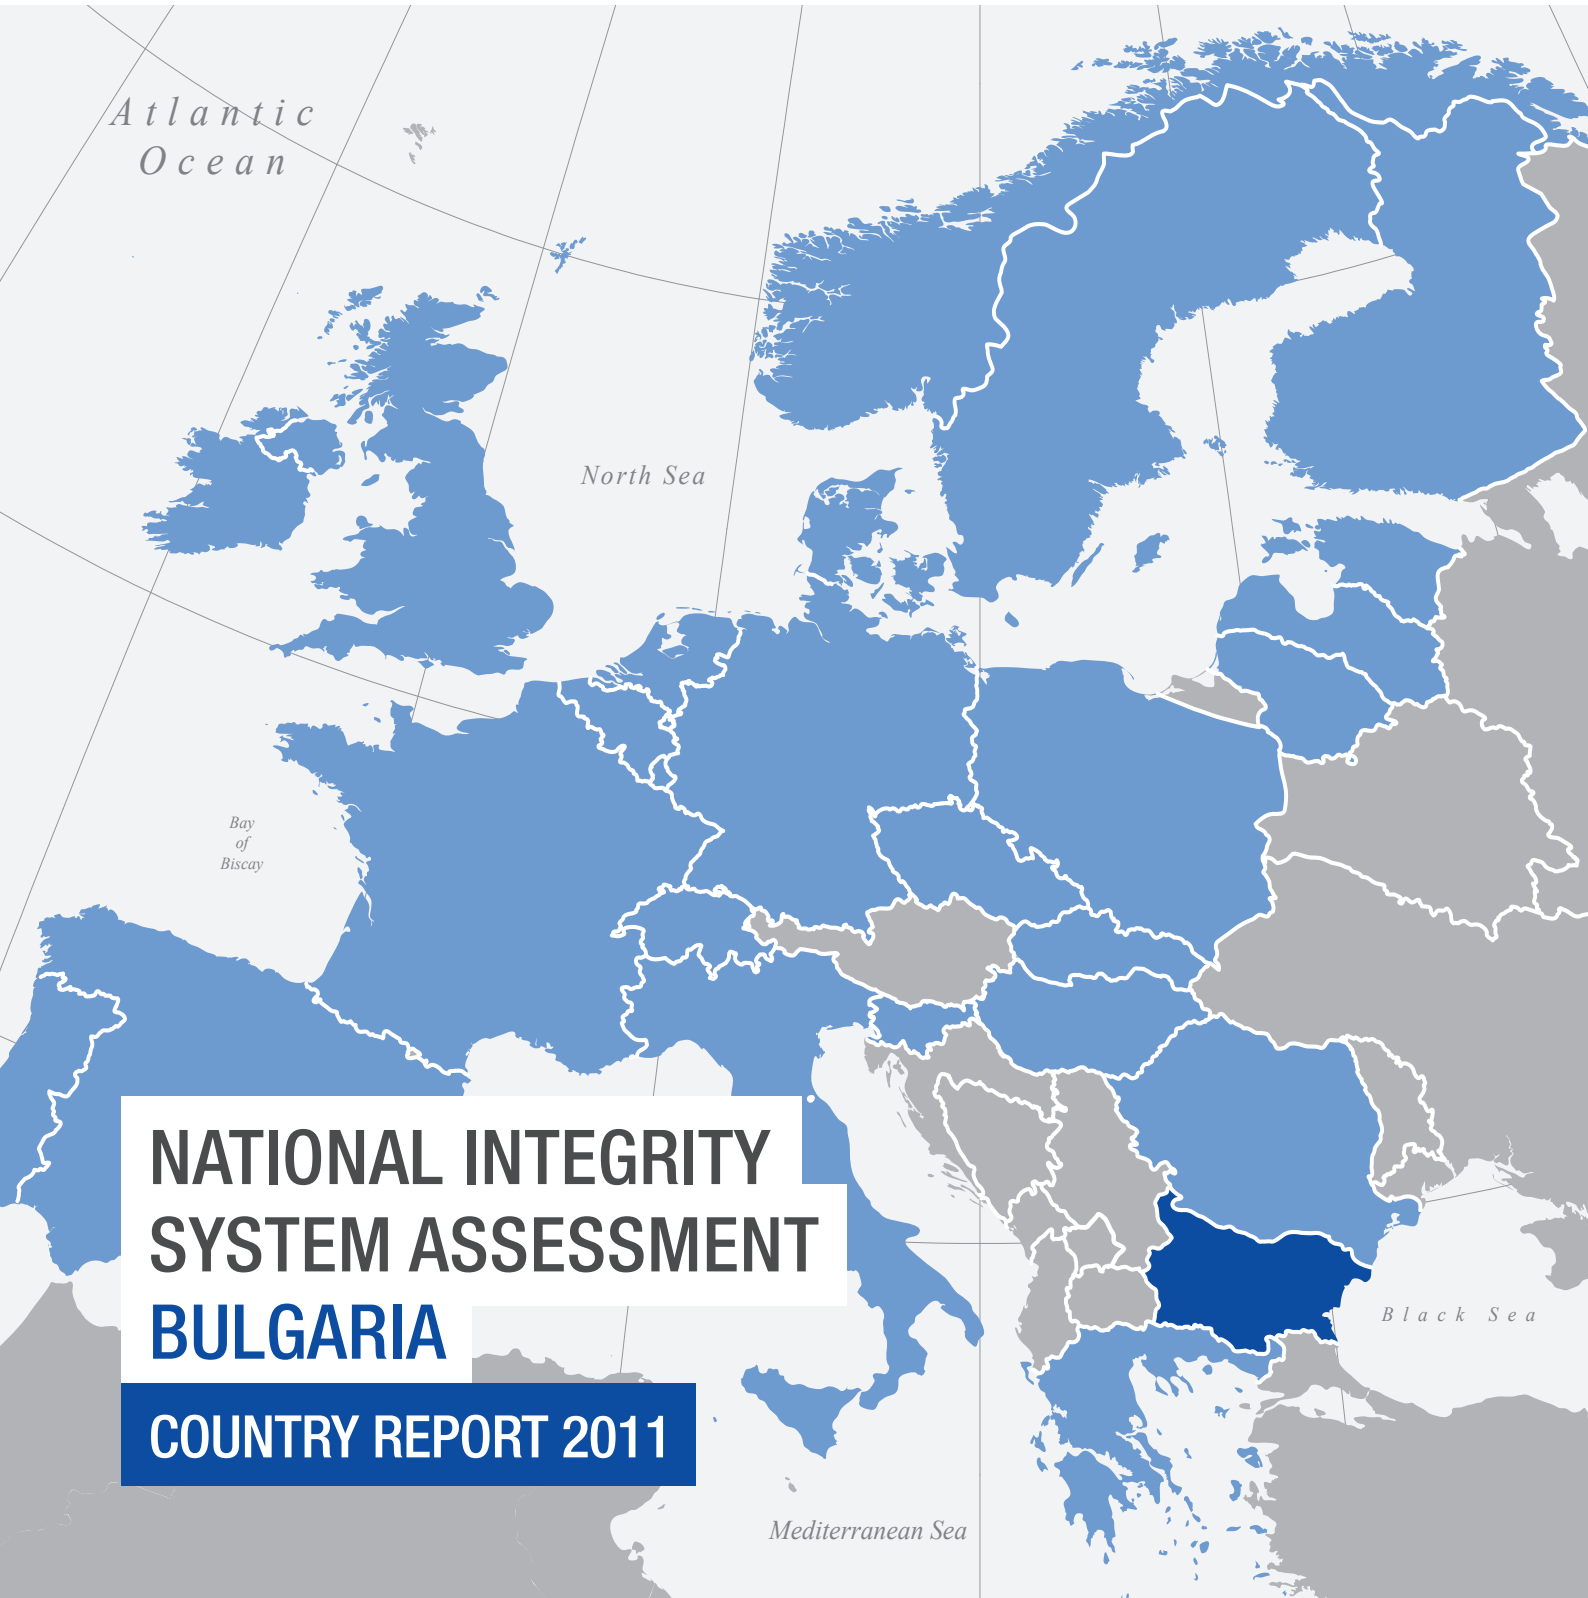 Atlantic
Ocean
North Sea
Bay
of
Biscay
NATIONAL INTEGRITY
SYSTEM ASSESSMENT
BULGARIA
COUNTRY REPORT 2011
Black Sea
Mediterranean Sea